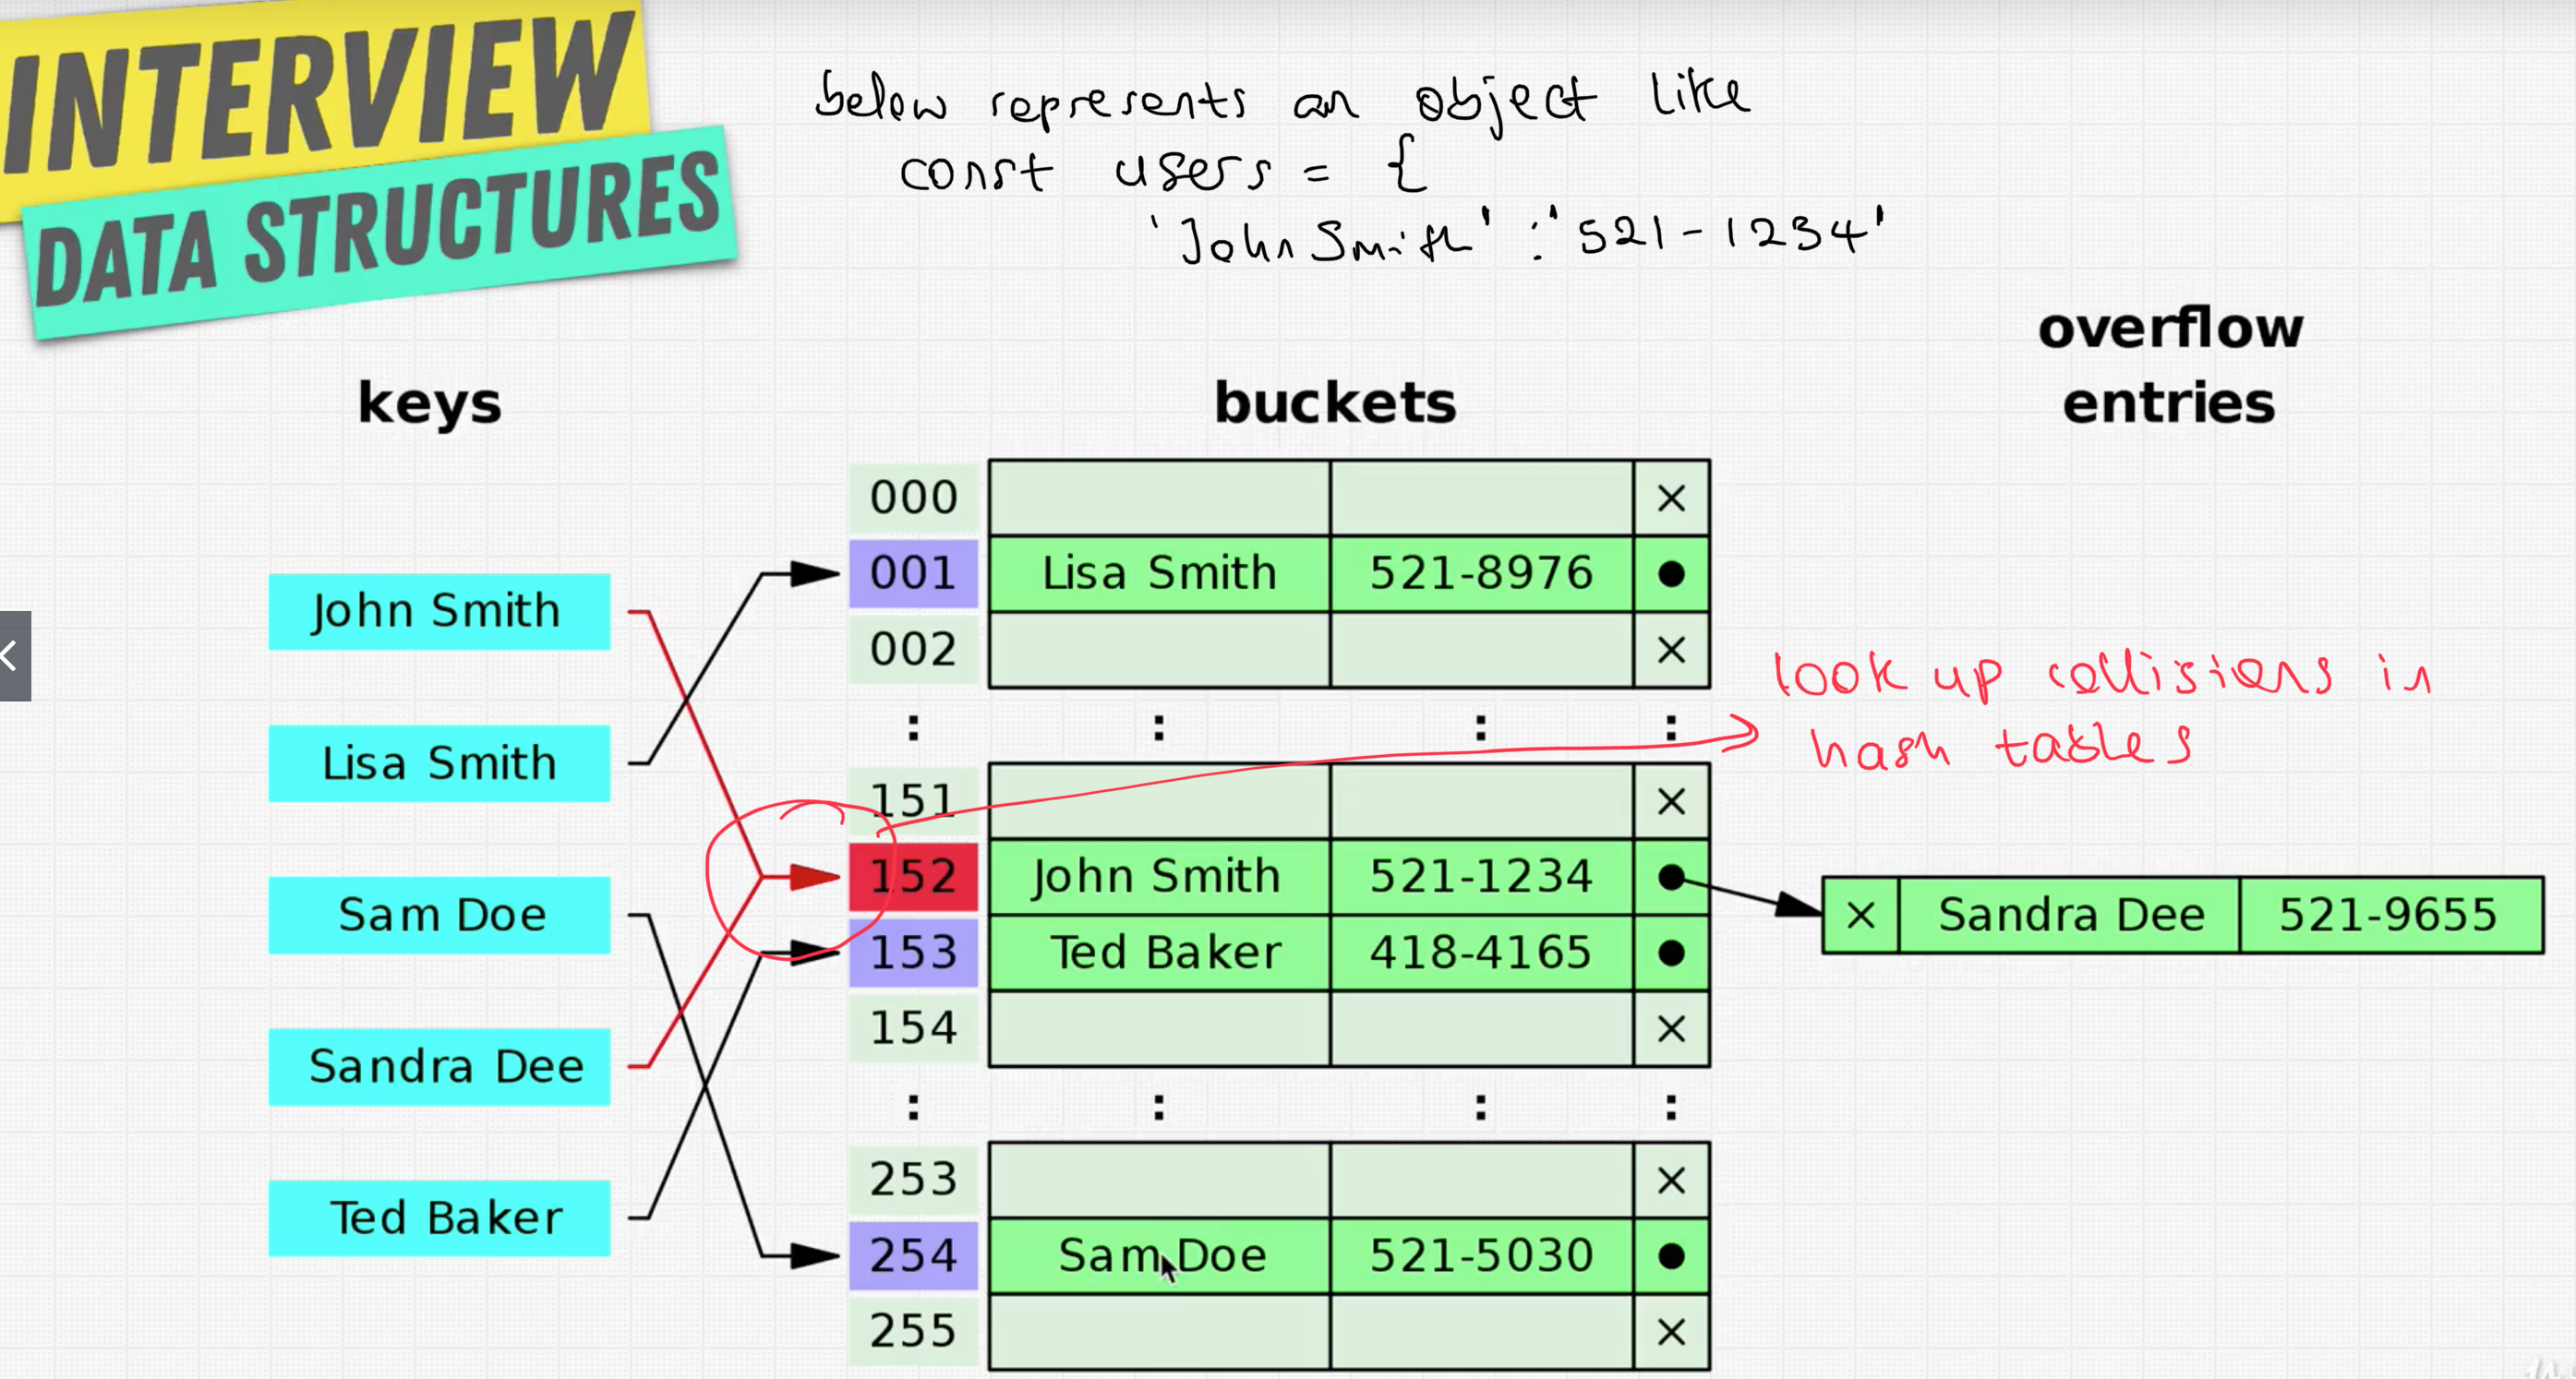 INTERVIEW
DATA STRUCTURES
below represents an object like
const users = {
'John Smith' : '521-1234'
keys
buckets
overflow
entries
000
001 Lisa Smith 521-8976
002
: : : :
151
152 John Smith 521-1234
153 Ted Baker 418-4165
154
: : : :
253
254 Sam Doe 521-5030
255
John Smith
Lisa Smith
Sam Doe
Sandra Dee
Ted Baker
look up collisions in
hash tables
Sandra Dee 521-9655